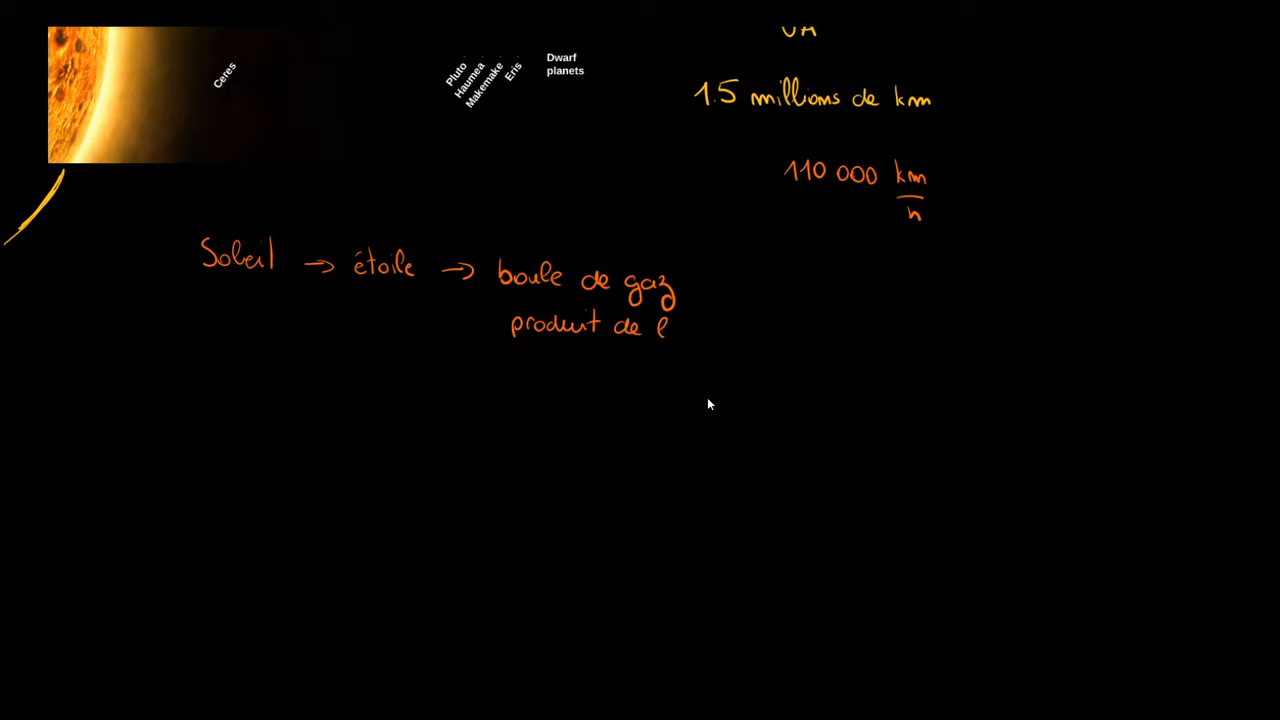 UA
Ceres
Pluto
Haumea
Makemake
Eris
Dwarf
planets
1.5 millions de km
110 000 km
h
Soleil → étoile → boule de gaz
produit de l